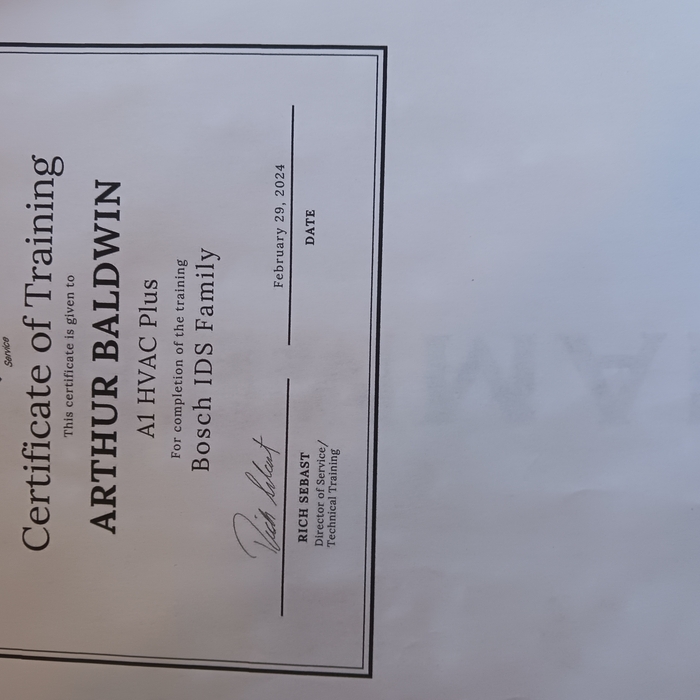 Service
Certificate of Training
This certificate is given to
ARTHUR BALDWIN
A1 HVAC Plus
For completion of the training
Bosch IDS Family
February 29, 2024
RICH SEBAST
Director of Service/
Technical Training
DATE